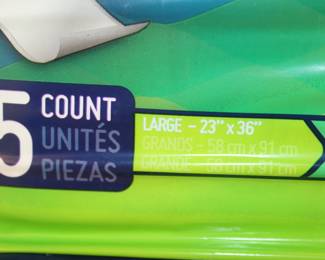 5 COUNT
UNITÉS
PIEZAS
LARGE – 23" x 36"
GRANDS – 58 cm x 91 cm
GRANDE – 58 cm x 91 cm